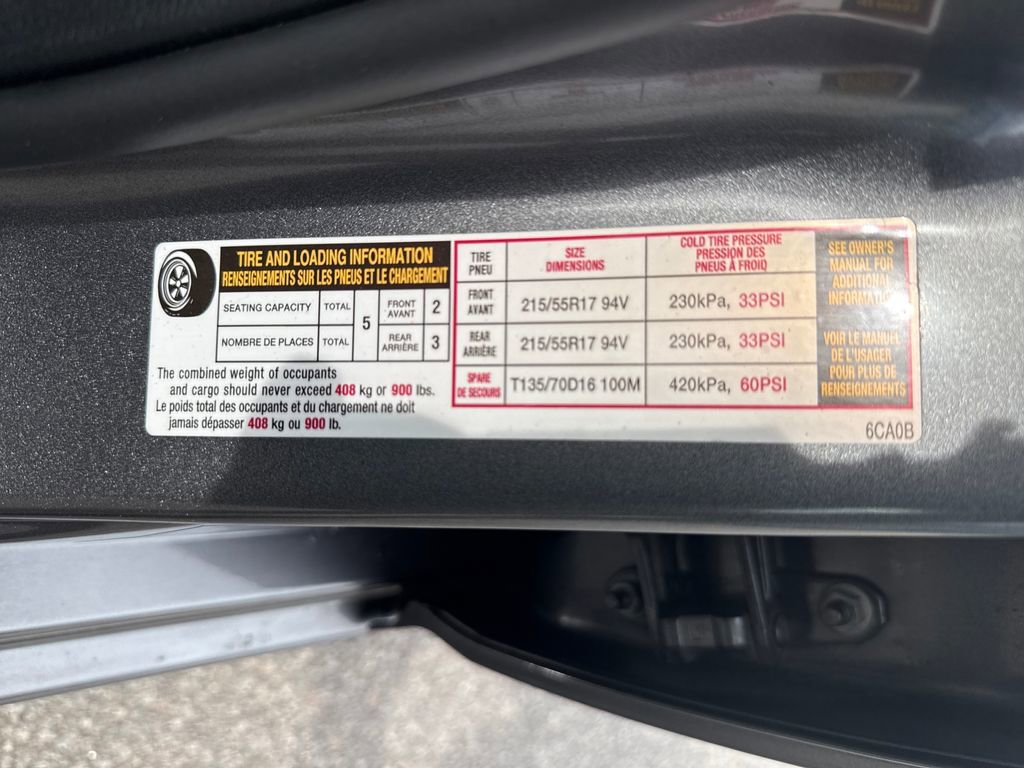 TIRE AND LOADING INFORMATION
RENSEIGNEMENTS SUR LES PNEUS ET LE CHARGEMENT
SEATING CAPACITY TOTAL 5 FRONT AVANT 2
NOMBRE DE PLACES TOTAL REAR ARRIÈRE 3
The combined weight of occupants
and cargo should never exceed 408 kg or 900 lbs.
Le poids total des occupants et du chargement ne doit
jamais dépasser 408 kg ou 900 lb.
TIRE PNEU SIZE DIMENSIONS COLD TIRE PRESSURE PRESSION DES PNEUS À FROID
FRONT AVANT 215/55R17 94V 230kPa, 33PSI
REAR ARRIÈRE 215/55R17 94V 230kPa, 33PSI
SPARE DE SECOURS T135/70D16 100M 420kPa, 60PSI
SEE OWNER'S
MANUAL FOR
ADDITIONAL
INFORMATION
VOIR LE MANUEL
DE L'USAGER
POUR PLUS DE
RENSEIGNEMENTS
6CA0B